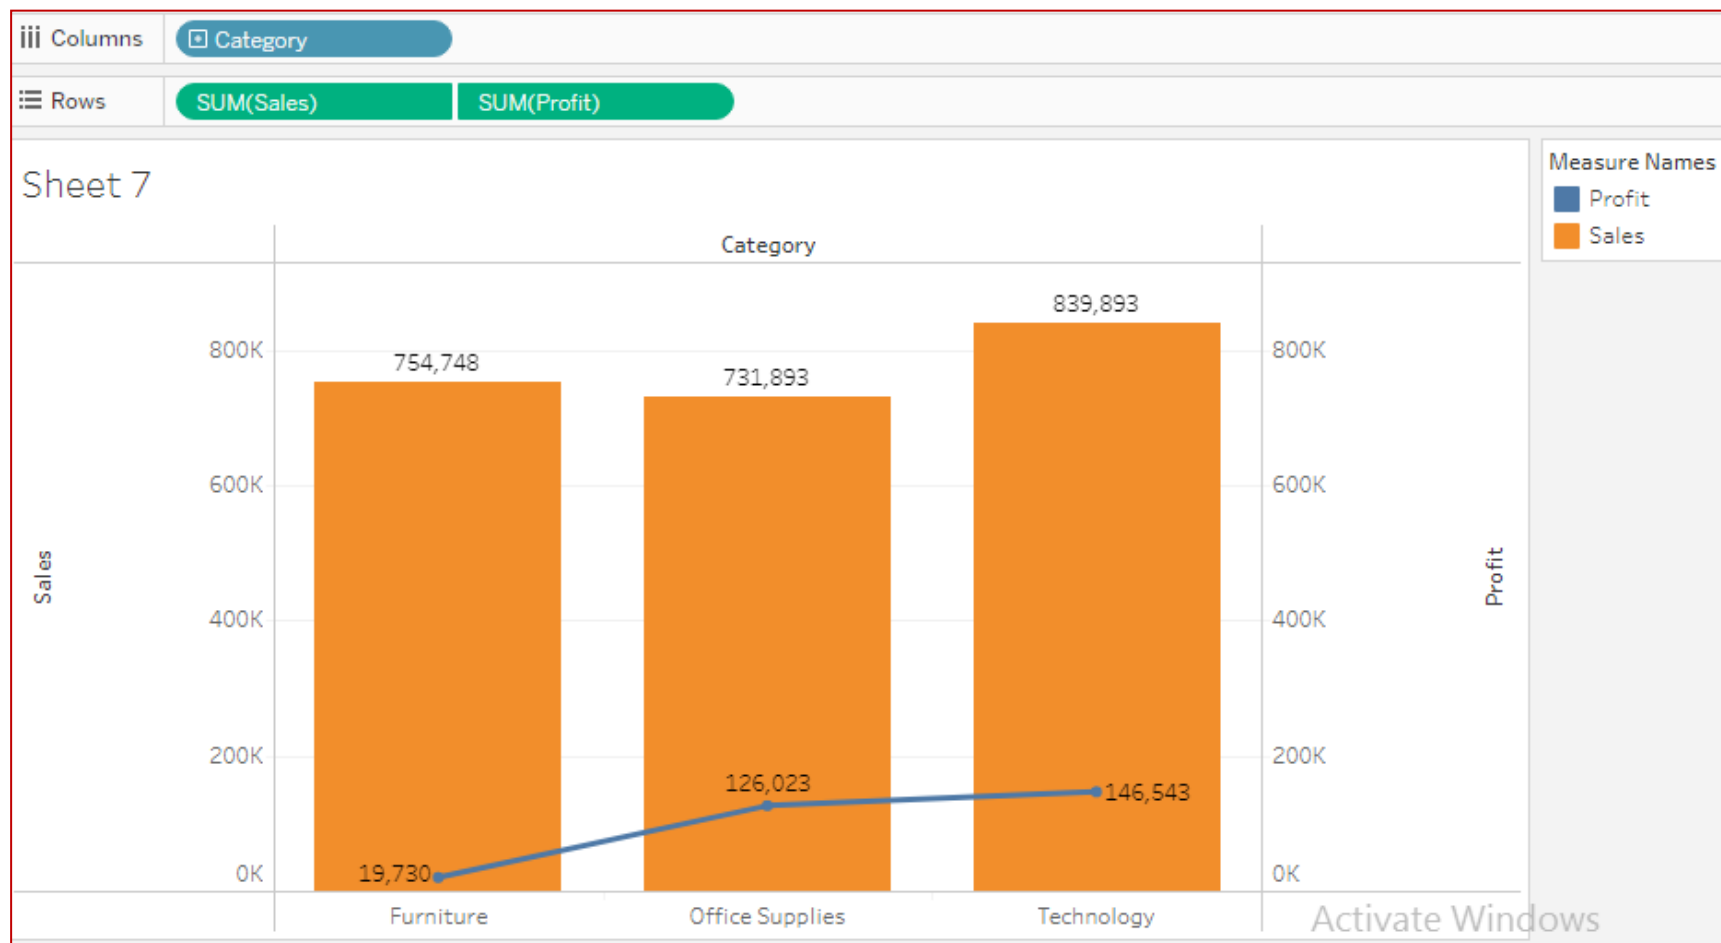 Columns
Category
Rows
SUM(Sales) SUM(Profit)
Sheet 7
Measure Names
Profit
Sales
Category
839,893
754,748
731,893
800K
600K
400K
200K
0K
Sales
800K
600K
400K
200K
0K
Profit
126,023
146,543
19,730
Furniture Office Supplies Technology
Activate Windows